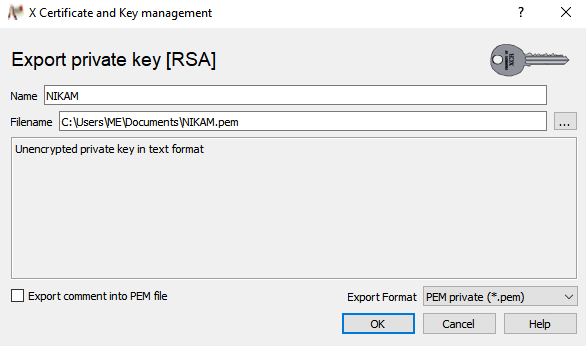 X Certificate and Key management
?
Export private key [RSA]
Name NIKAM
Filename C:\Users\ME\Documents\NIKAM.pem ...
Unencrypted private key in text format
Export comment into PEM file Export Format PEM private (*.pem)
OK Cancel Help